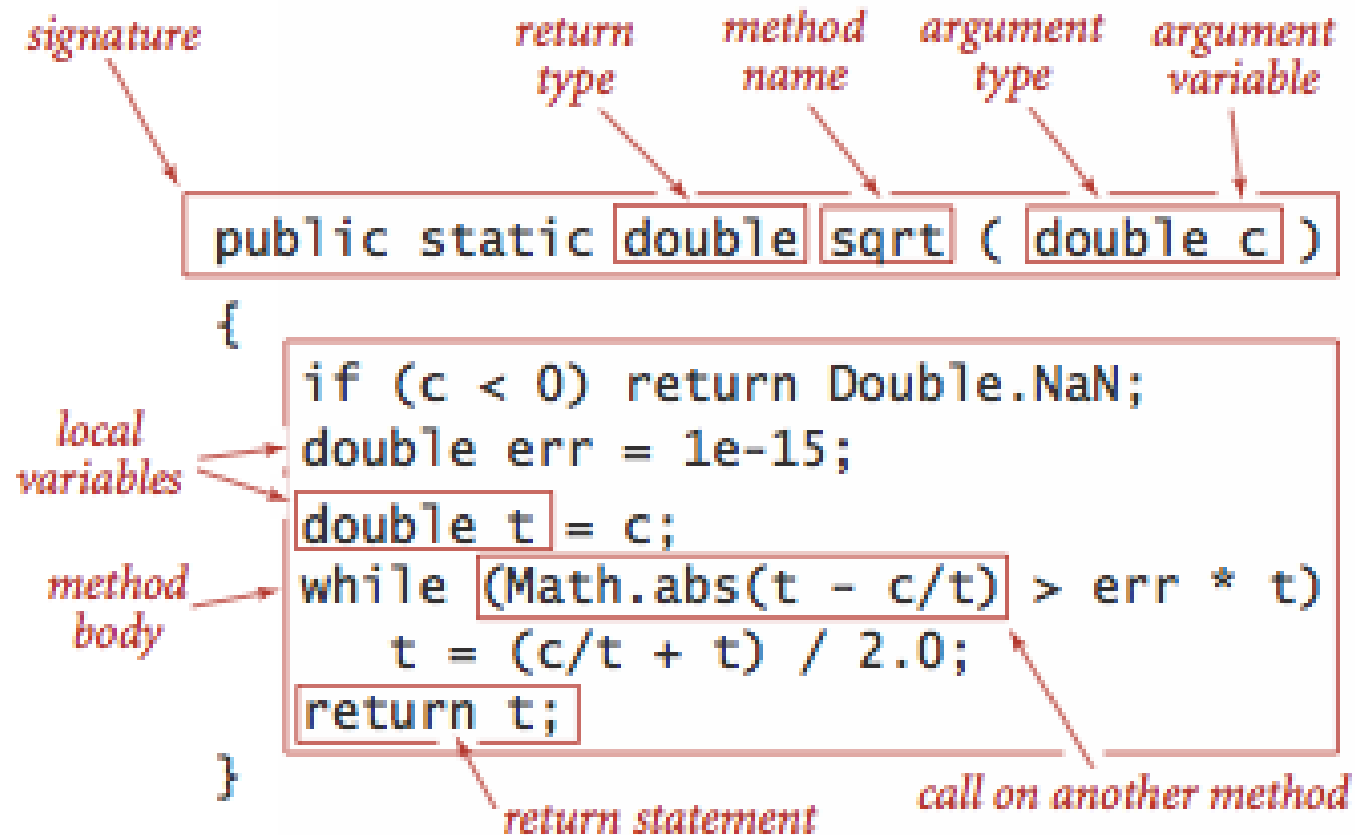 signature
return
type
method
name
argument
type
argument
variable
public static double sqrt ( double c )
{
if (c < 0) return Double.NaN;
local
variables
double err = 1e-15;
double t = c;
method
body
while (Math.abs(t - c/t) > err * t)
t = (c/t + t) / 2.0;
return t;
}
return statement
call on another method